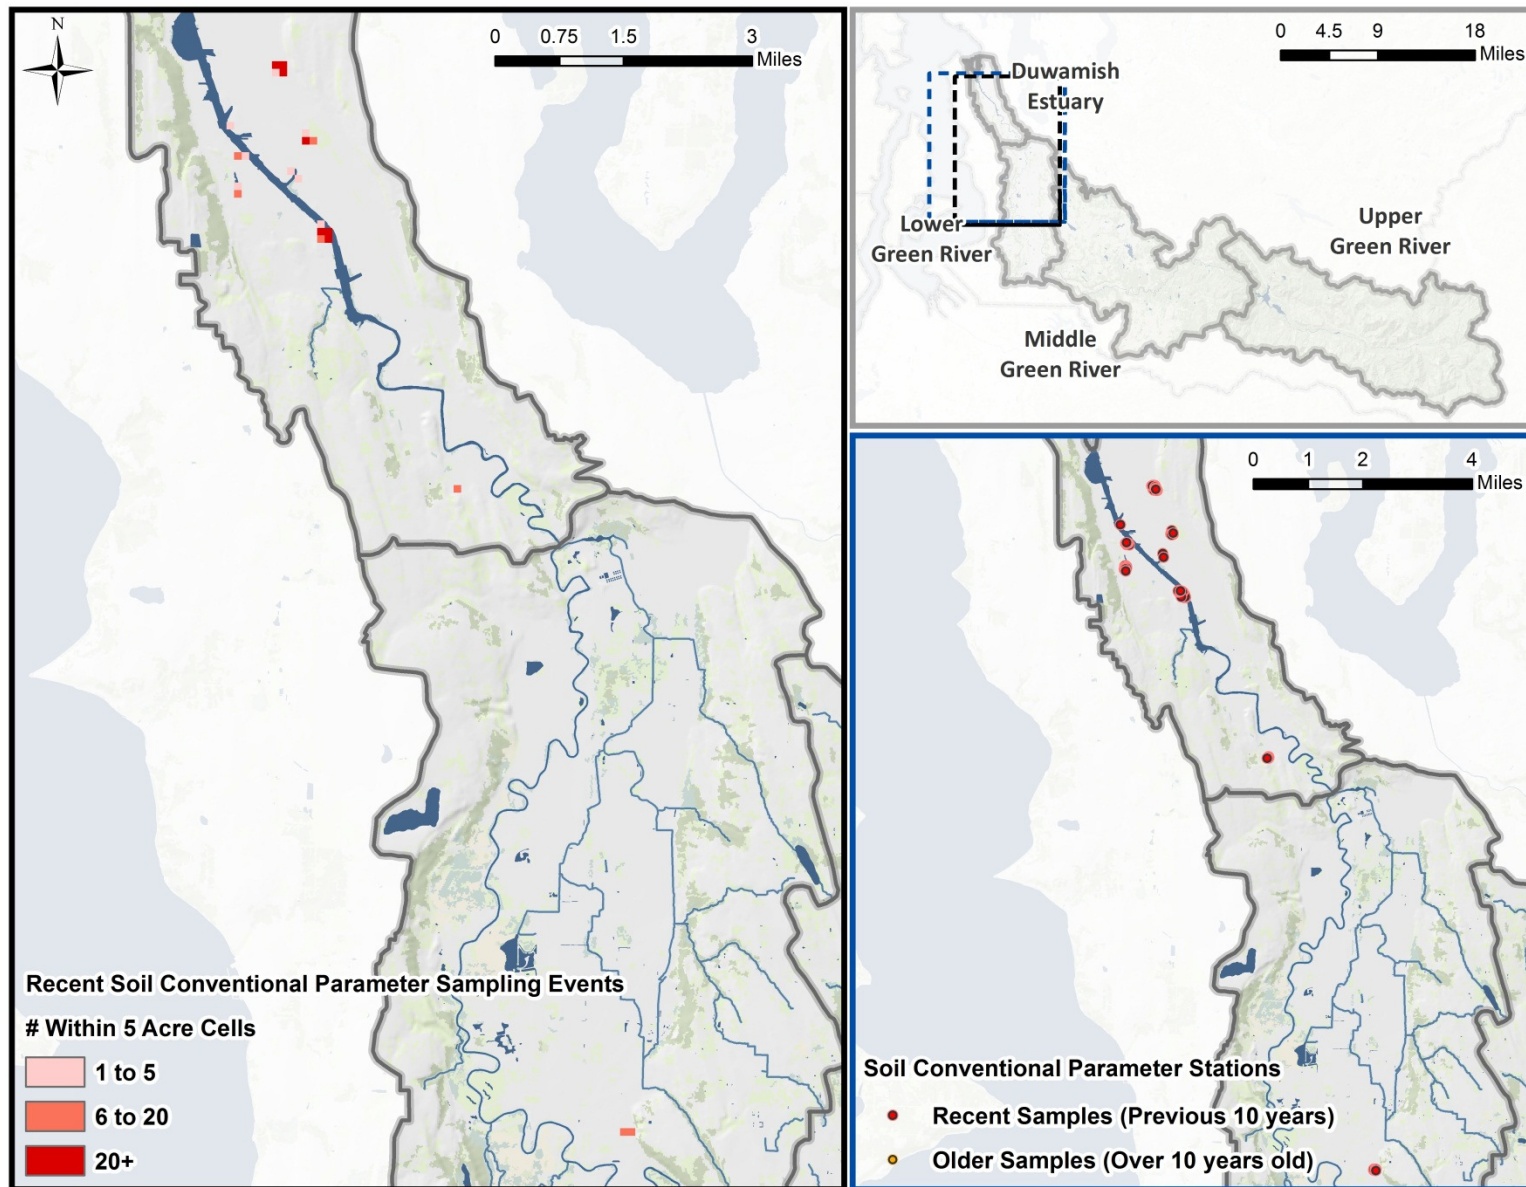 N
0 0.75 1.5 3
Miles
Recent Soil Conventional Parameter Sampling Events
# Within 5 Acre Cells
1 to 5
6 to 20
20+
0 4.5 9 18
Miles
Duwamish
Estuary
Lower
Green River
Upper
Green River
Middle
Green River
0 1 2 4
Miles
Soil Conventional Parameter Stations
Recent Samples (Previous 10 years)
Older Samples (Over 10 years old)